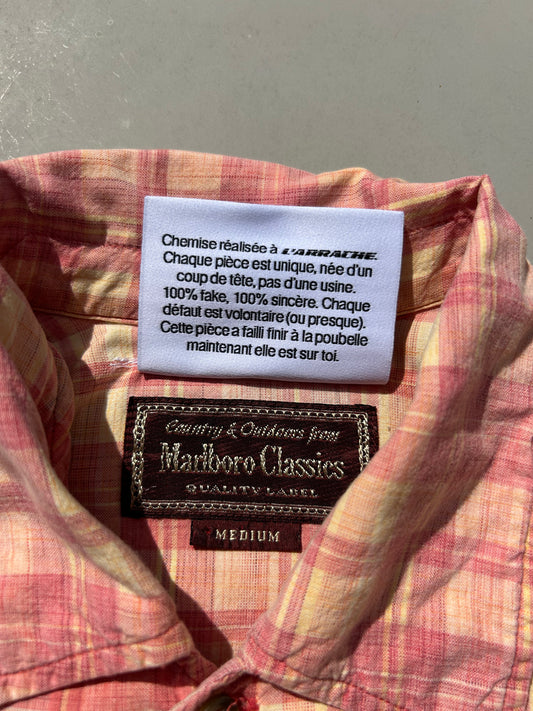 Chemise réalisée à L'ARRACHE.
Chaque pièce est unique, née d'un
coup de tête, pas d'une usine.
100% fake, 100% sincère. Chaque
défaut est volontaire (ou presque).
Cette pièce a failli finir à la poubelle
maintenant elle est sur toi.
Country & Outdoors from
Marlboro Classics
QUALITY LABEL
MEDIUM